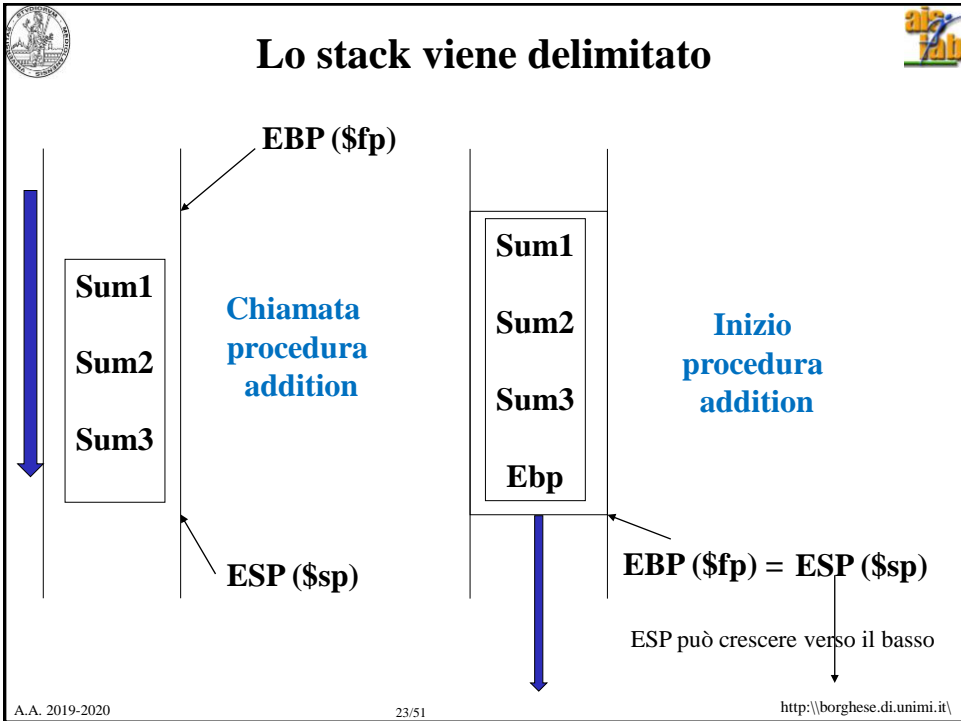 Lo stack viene delimitato
EBP ($fp)
Sum1
Sum2
Sum3
Chiamata
procedura
addition
ESP ($sp)
Sum1
Sum2
Sum3
Ebp
Inizio
procedura
addition
EBP ($fp) = ESP ($sp)
ESP può crescere verso il basso
A.A. 2019-2020
23/51
http:\\borghese.di.unimi.it\